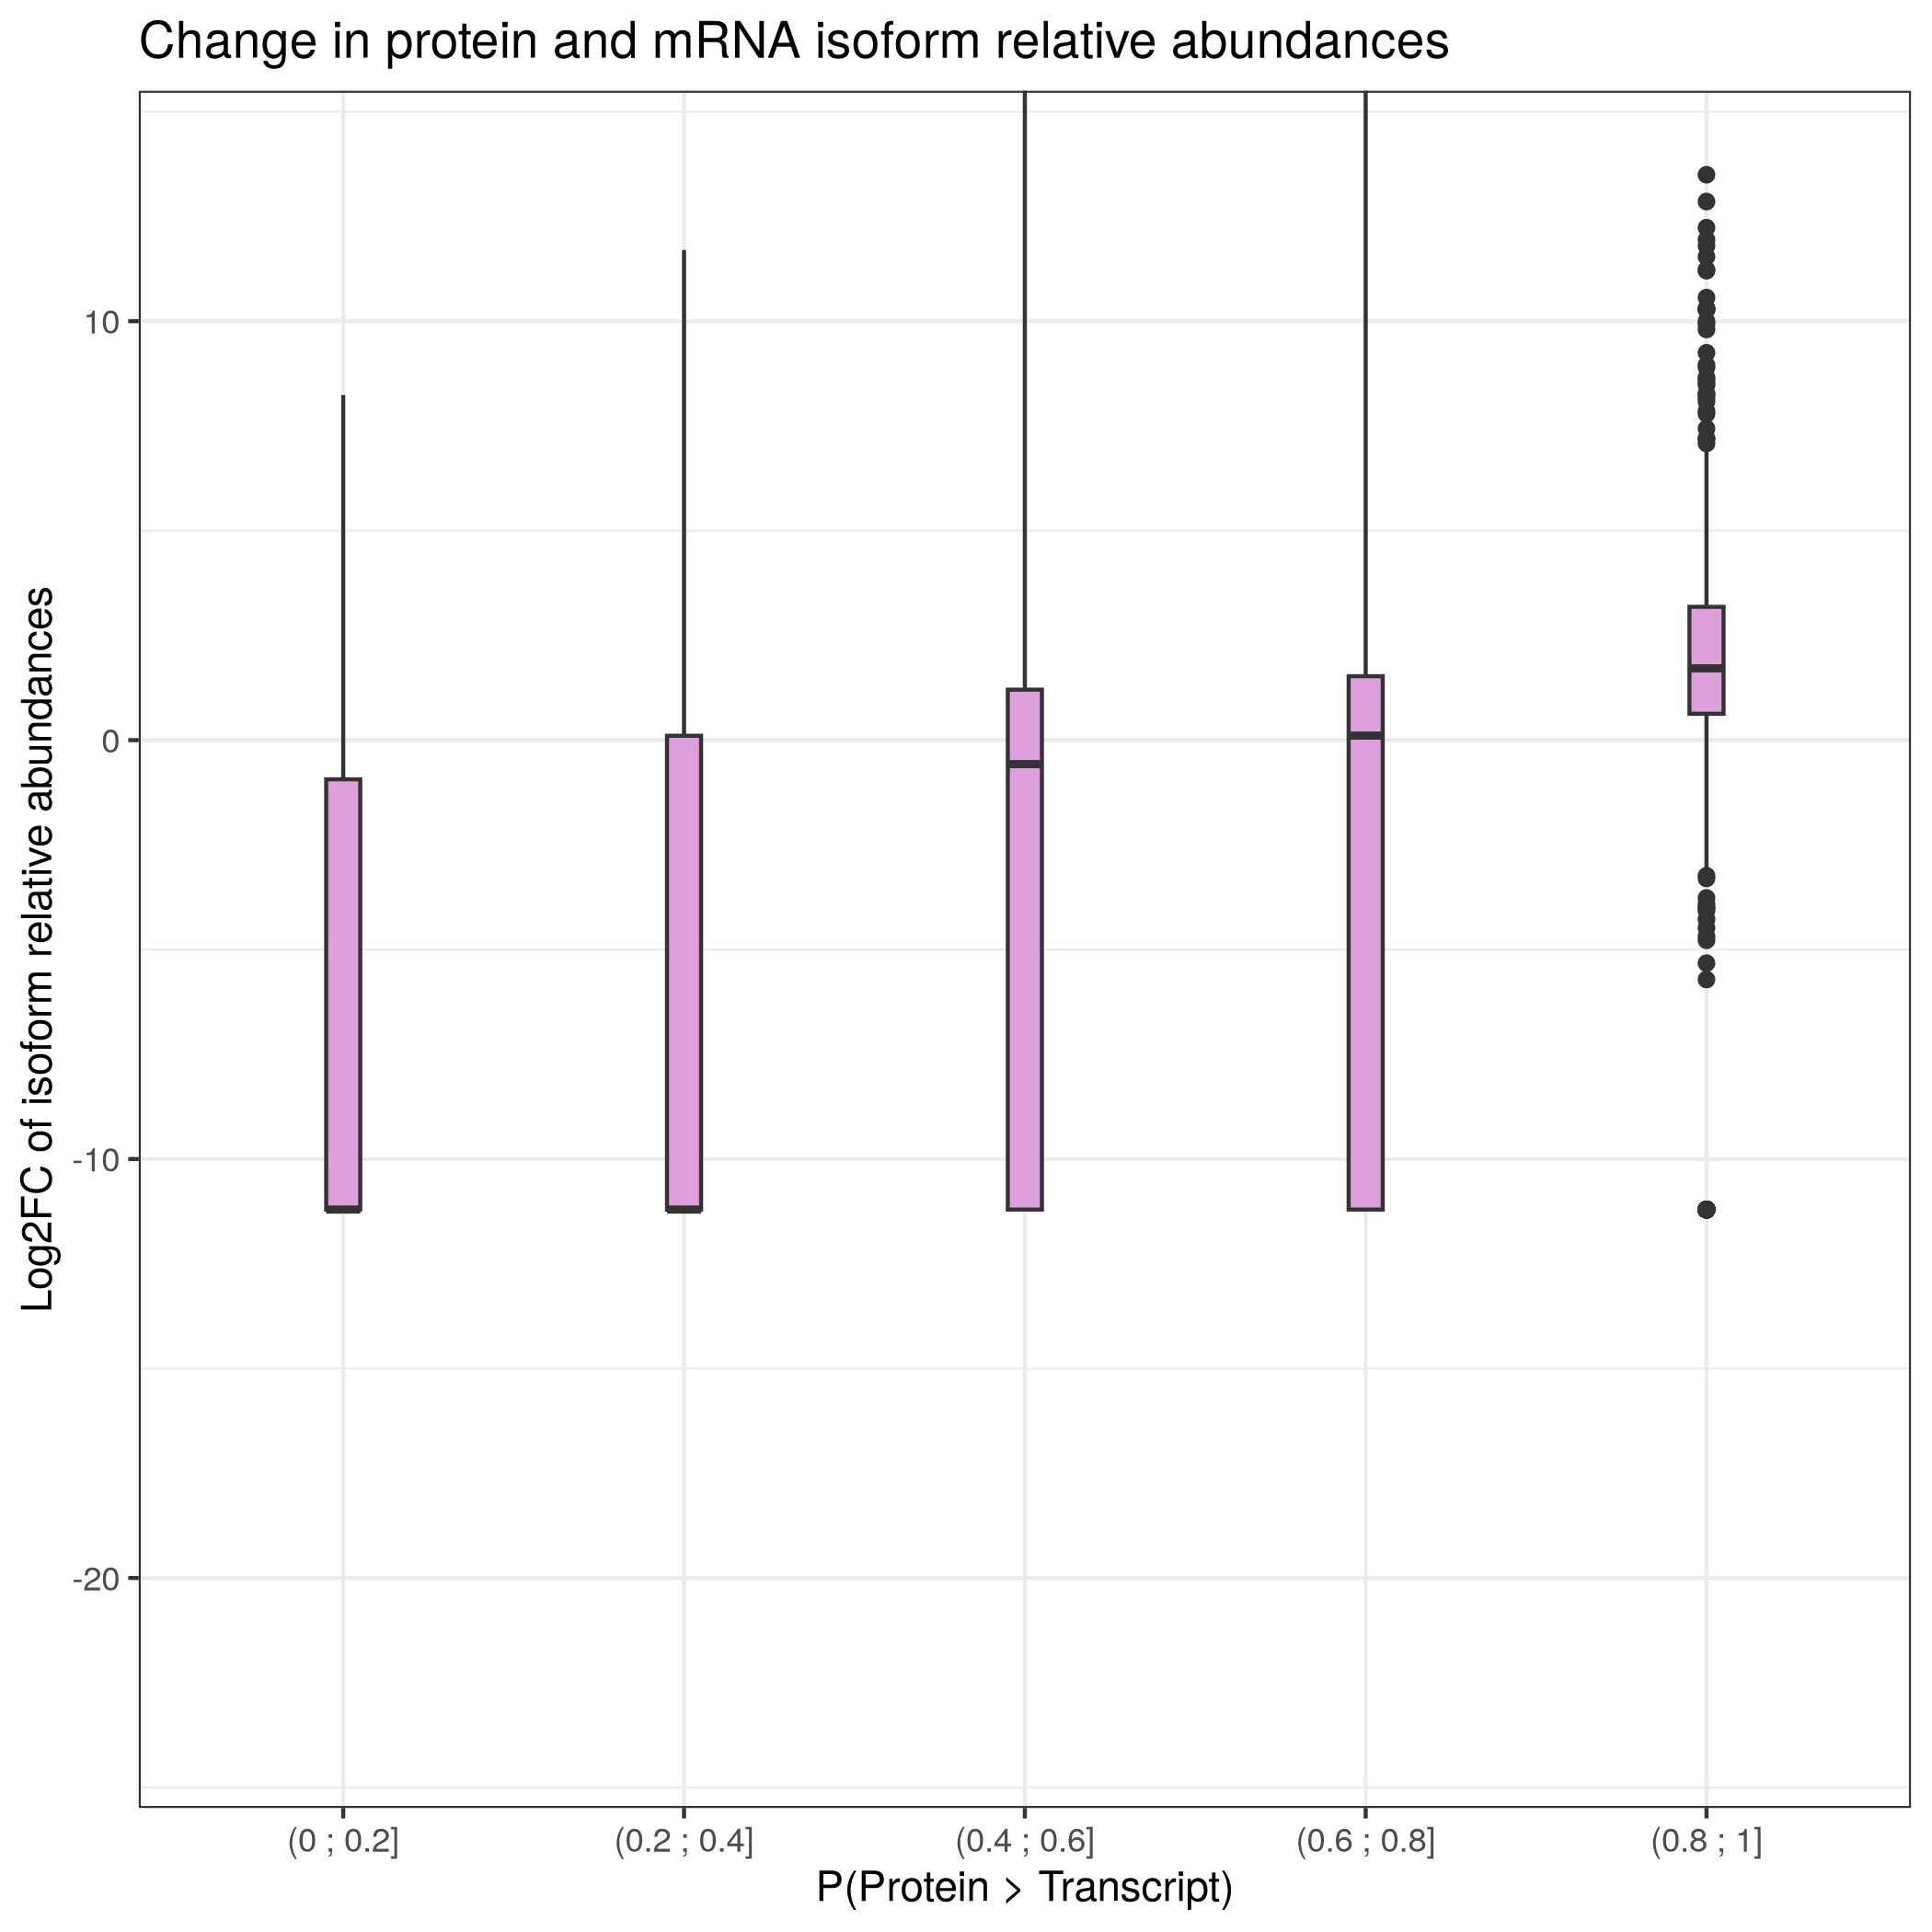 Change in protein and mRNA isoform relative abundances
Log2FC of isoform relative abundances
10
0
-10
-20
(0 ; 0.2]
(0.2 ; 0.4]
(0.4 ; 0.6]
(0.6 ; 0.8]
(0.8 ; 1]
P(Protein > Transcript)